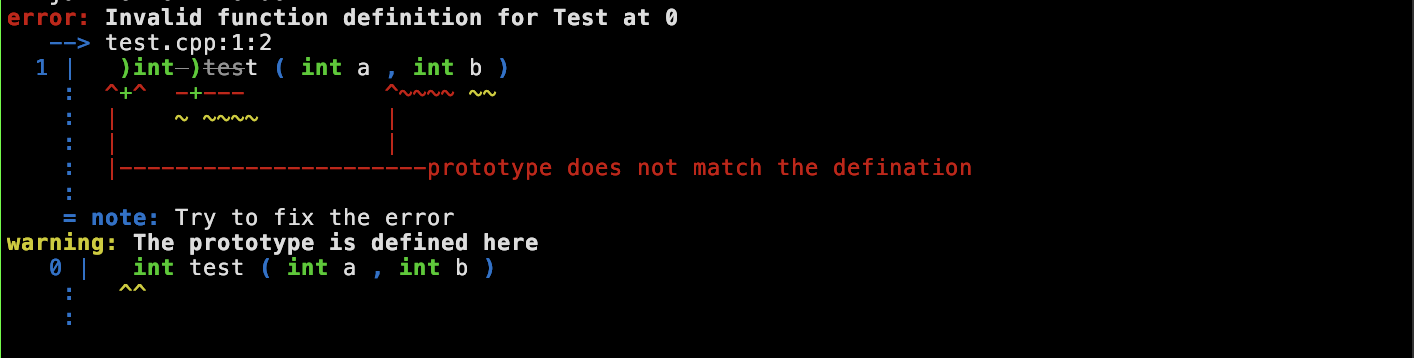 error: Invalid function definition for Test at 0
--> test.cpp:1:2
1 | )int-)test ( int a , int b )
: ^+^ -+--- ^~~~~ ~~
: | ~ ~~~~ |
: | |
: |----------------------prototype does not match the defination
:
= note: Try to fix the error
warning: The prototype is defined here
0 | int test ( int a , int b )
: ^^
: